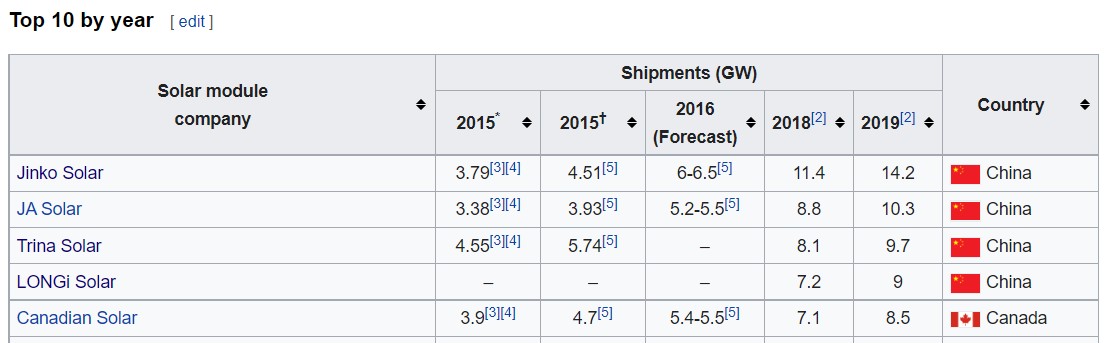 Top 10 by year [ edit ]
Solar module company Shipments (GW) Country
2015* 2015† 2016 (Forecast) 2018[2] 2019[2]
Jinko Solar 3.79[3][4] 4.51[5] 6-6.5[5] 11.4 14.2 China
JA Solar 3.38[3][4] 3.93[5] 5.2-5.5[5] 8.8 10.3 China
Trina Solar 4.55[3][4] 5.74[5] – 8.1 9.7 China
LONGi Solar – – – 7.2 9 China
Canadian Solar 3.9[3][4] 4.7[5] 5.4-5.5[5] 7.1 8.5 Canada